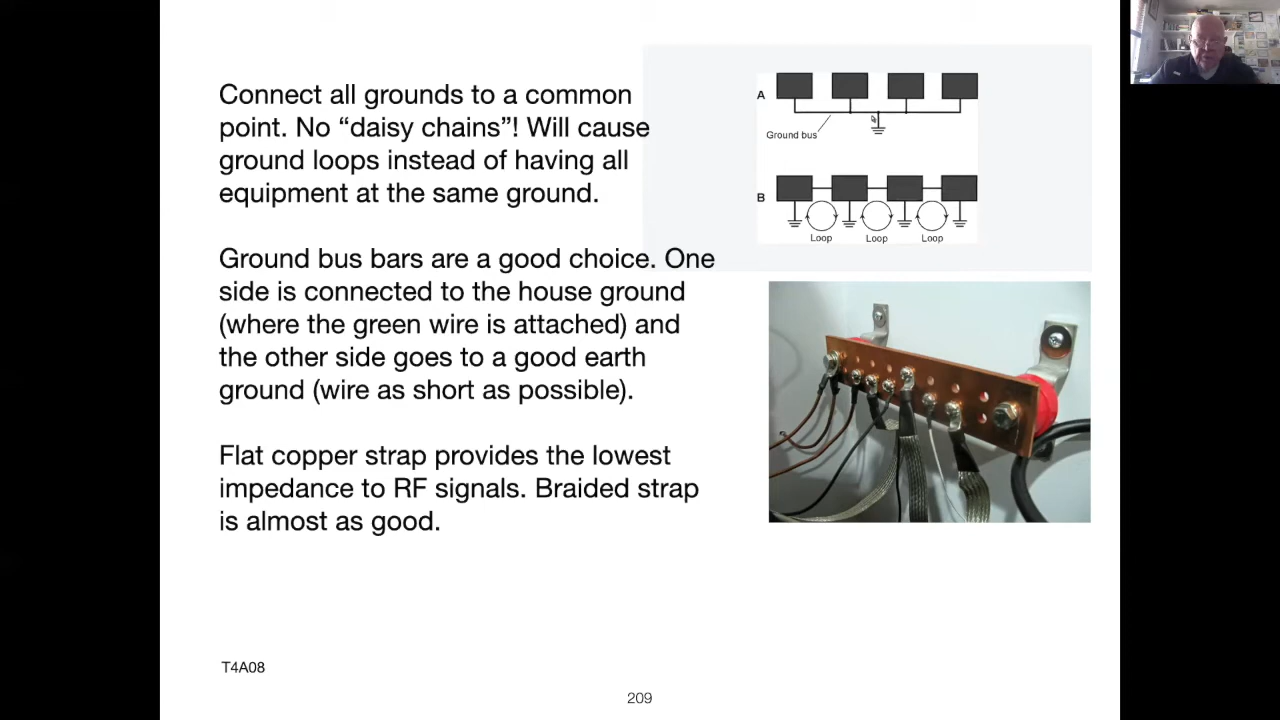 Connect all grounds to a common
point. No “daisy chains”! Will cause
ground loops instead of having all
equipment at the same ground.
Ground bus bars are a good choice. One
side is connected to the house ground
(where the green wire is attached) and
the other side goes to a good earth
ground (wire as short as possible).
Flat copper strap provides the lowest
impedance to RF signals. Braided strap
is almost as good.
A
Ground bus
B
Loop Loop Loop
T4A08
209